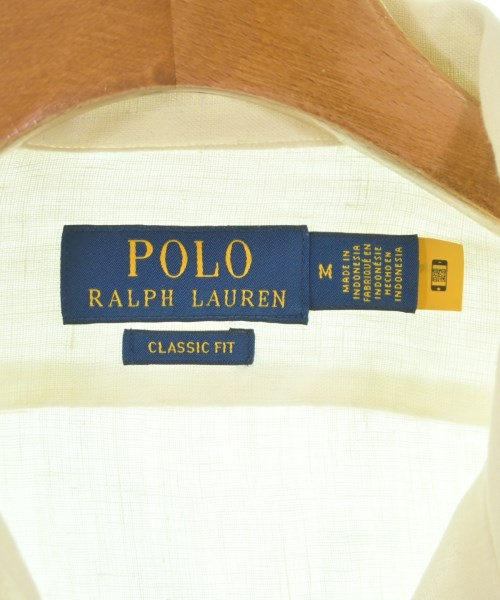 POLO
RALPH LAUREN
M
MADE IN
INDONESIA
FABRIQUÉ EN
INDONÉSIE
HECHO EN
INDONESIA
CLASSIC FIT